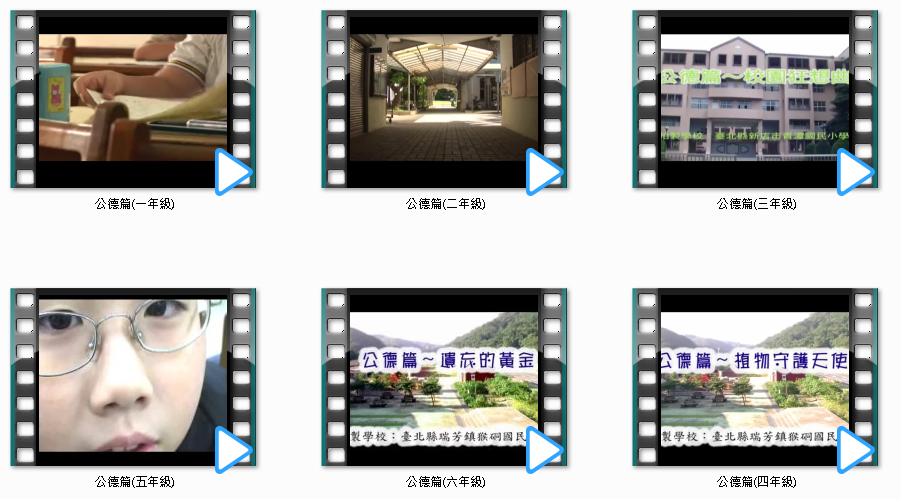 公德篇~校園狂想曲
製學校：臺北縣新店市青潭國民小學
公德篇(一年級)
公德篇(二年級)
公德篇(三年級)
公德篇~遺忘的黃金
製學校：臺北縣瑞芳鎮猴硐國民
公德篇~植物守護天使
製學校：臺北縣瑞芳鎮猴硐國民
公德篇(五年級)
公德篇(六年級)
公德篇(四年級)